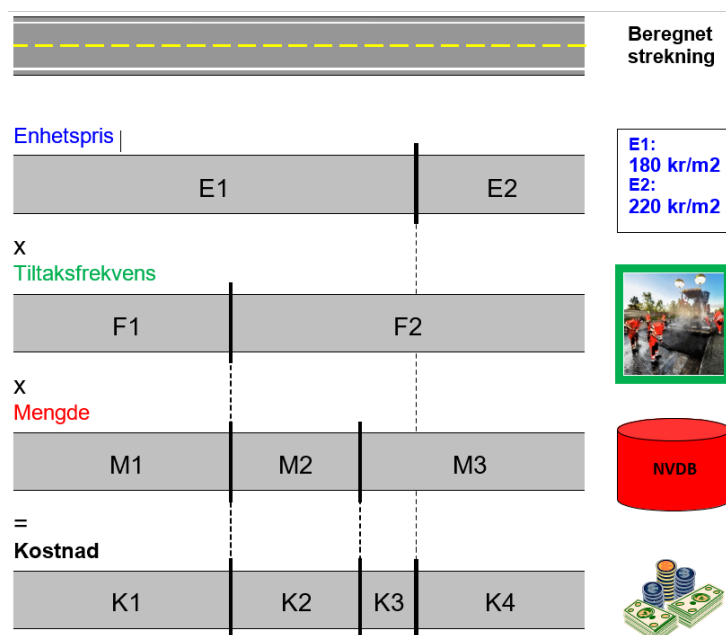 Beregnet
strekning
Enhetspris
E1
E2
E1:
180 kr/m2
E2:
220 kr/m2
x
Tiltaksfrekvens
F1
F2
x
Mengde
M1
M2
M3
NVDB
=
Kostnad
K1
K2
K3
K4